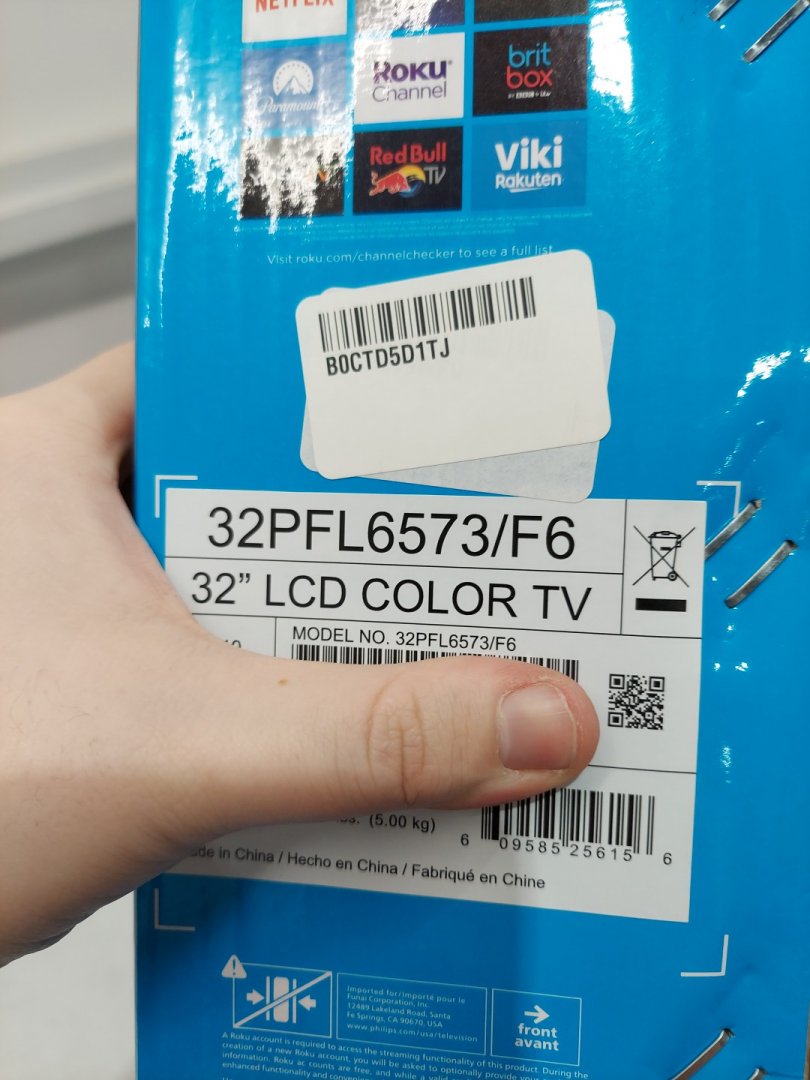 NETFLIX
Paramount
Roku
Channel
brit
box
BY BBC + itv
Red Bull
TV
Viki
Rakuten
Visit roku.com/channelchecker to see a full list
B0CTD5D1TJ
32PFL6573/F6
32” LCD COLOR TV
MODEL NO. 32PFL6573/F6
(5.00 kg)
6 09585 25615 6
de in China / Hecho en China / Fabriqué en Chine
Imported for/Importé pour le
Funai Corporation, Inc.
12489 Lakeland Road, Santa
Fe Springs, CA 90670, USA
www.philips.com/usa/television
front
avant
A Roku account is required to access the streaming functionality of this product. During the
creation of a new Roku account, you will be asked to optionally provide your
information. Roku ac counts are free, and while a valid
enhanced functionality and